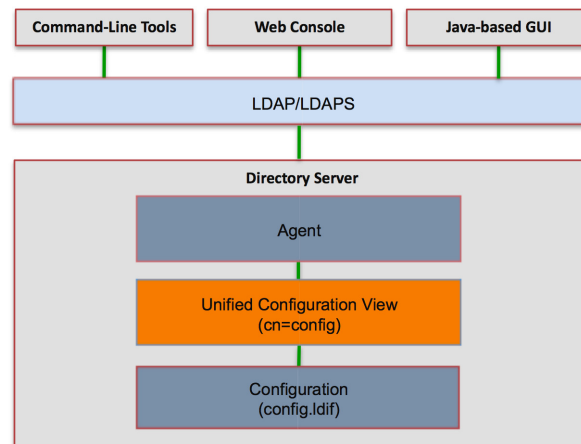 Command-Line Tools
Web Console
Java-based GUI
LDAP/LDAPS
Directory Server
Agent
Unified Configuration View
(cn=config)
Configuration
(config.ldif)